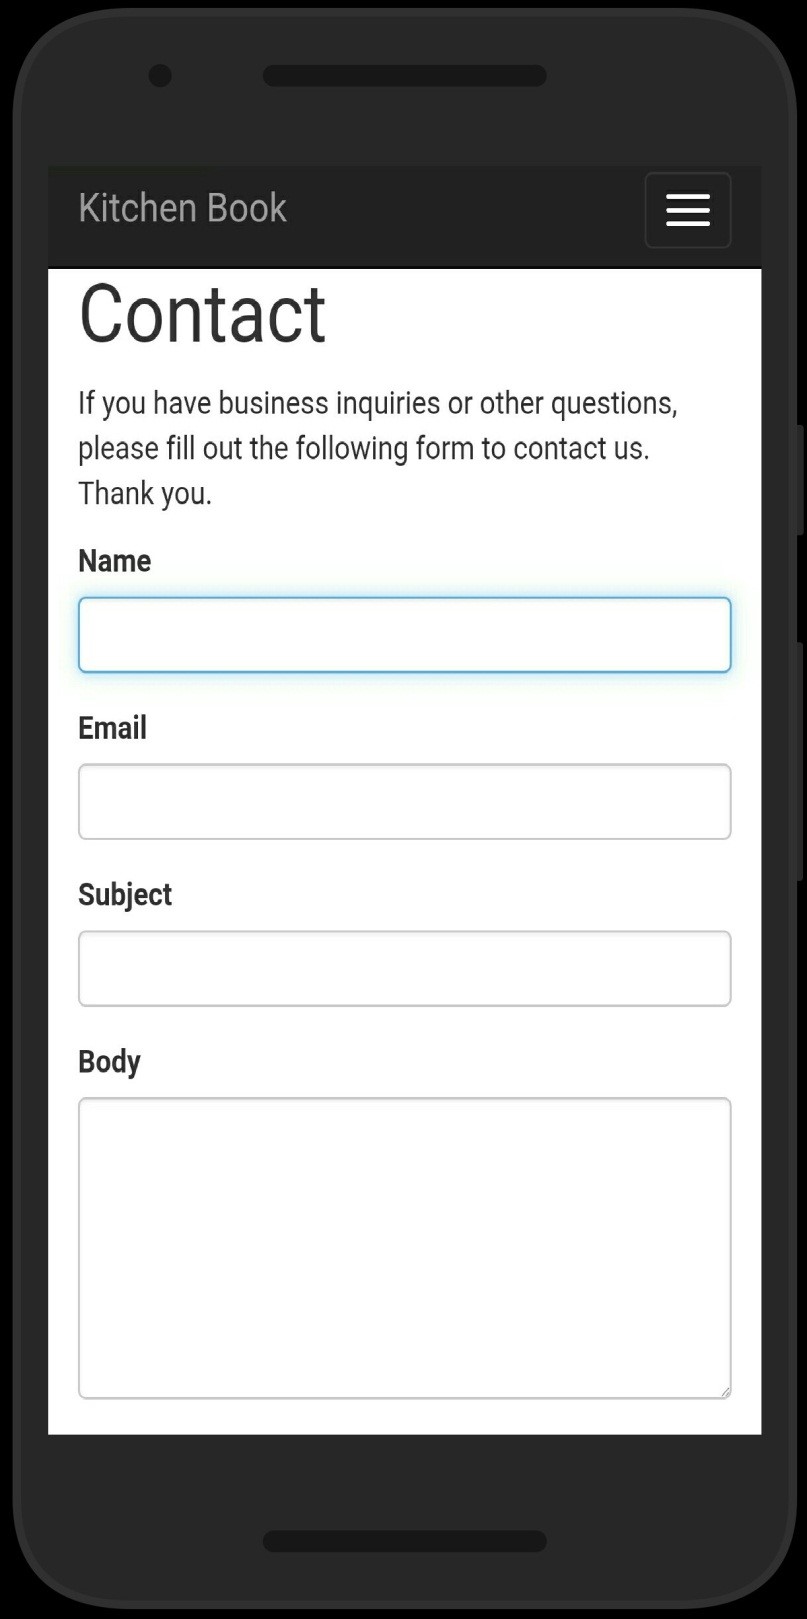 Kitchen Book
Contact
If you have business inquiries or other questions,
please fill out the following form to contact us.
Thank you.
Name
Email
Subject
Body